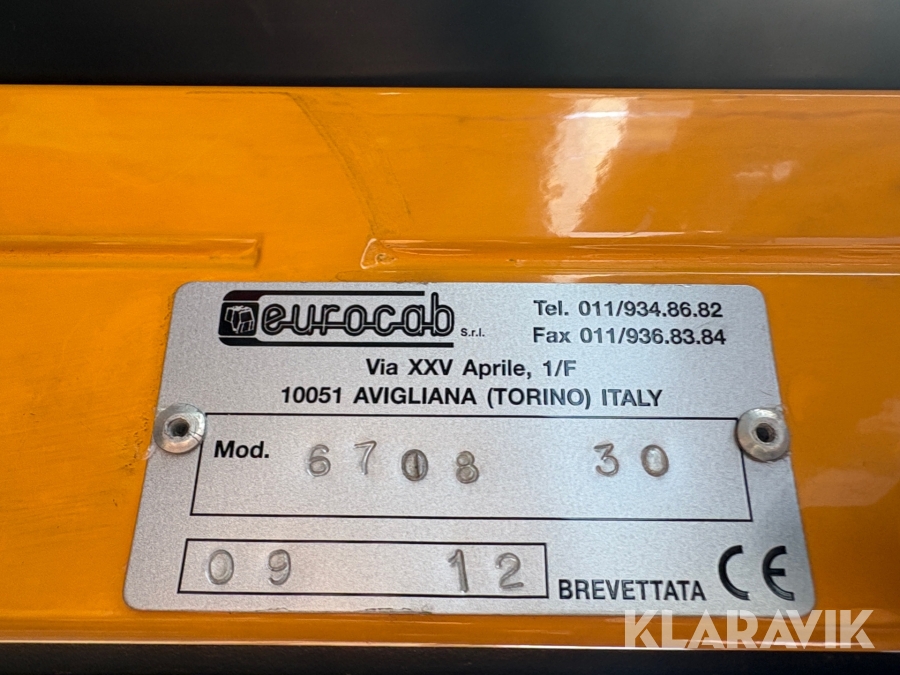 eurocab S.r.l.
Tel. 011/934.86.82
Fax 011/936.83.84
Via XXV Aprile, 1/F
10051 AVIGLIANA (TORINO) ITALY
Mod. 6708 30
09 12
BREVETTATA CE
KLARAVIK